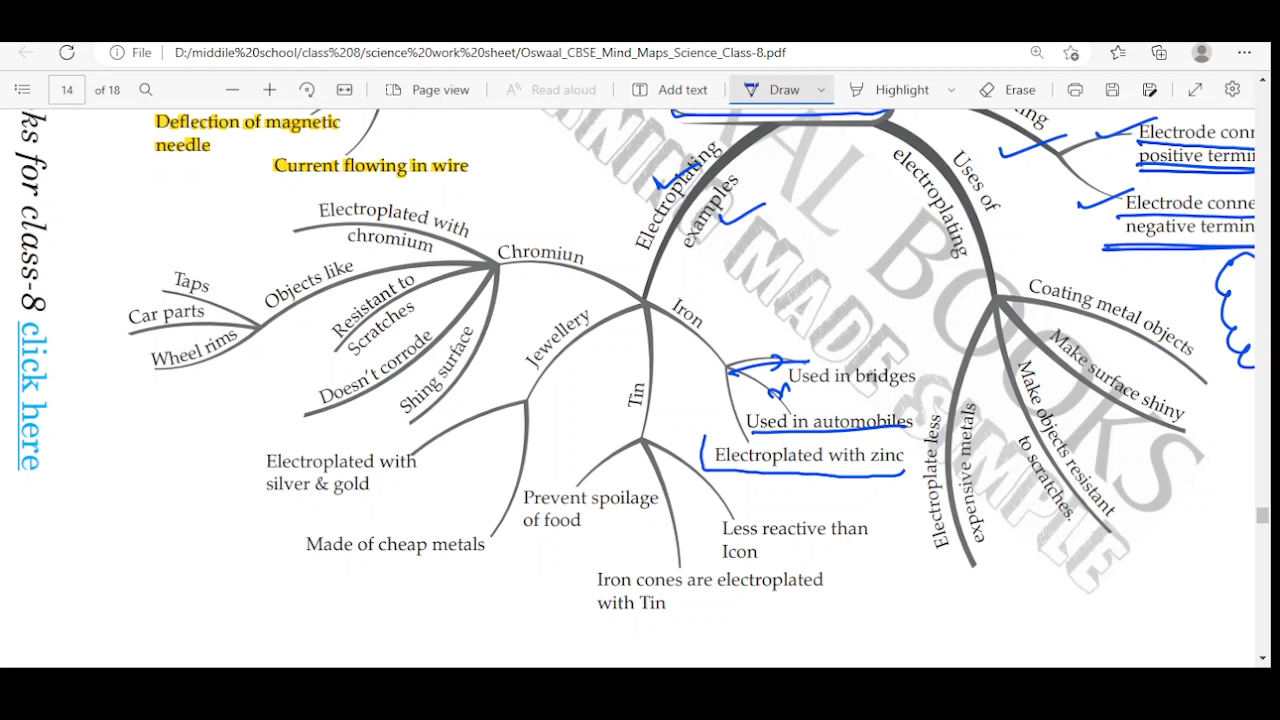 File
D:/middile%20school/class%208/science%20work%20sheet/Oswaal_CBSE_Mind_Maps_Science_Class-8.pdf
14
of 18
Page view
Read aloud
Add text
Draw
Highlight
Erase
ks for class-8 click here
Deflection of magnetic
needle
Current flowing in wire
Electroplating
examples
Uses of
electroplating
Electrode conn
positive termi
Electrode conne
negative termin
Electroplated with
chromium
Chromiun
Objects like
Taps
Car parts
Wheel rims
Resistant to
Scratches
Doesn't corrode
Shing surface
Jewellery
Electroplated with
silver & gold
Made of cheap metals
Tin
Prevent spoilage
of food
Less reactive than
Icon
Iron cones are electroplated
with Tin
Iron
Used in bridges
Used in automobiles
Electroplated with zinc
Coating metal objects
Make surface shiny
Make objects resistant
to scratches.
Electroplate less
expensive metals
AL BOOKS
NING MADE SIMPLE